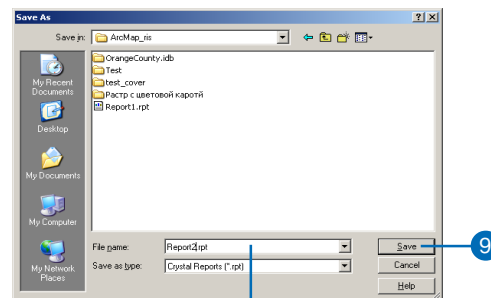 Save As
Save in:
ArcMap_ris
OrangeCounty.idb
Test
test_cover
Растр с цветовой каротй
Report1.rpt
My Recent
Documents
Desktop
My Documents
My Computer
My Network
Places
File name:
Report2.rpt
Save
Save as type:
Crystal Reports (*.rpt)
Cancel
Help
9